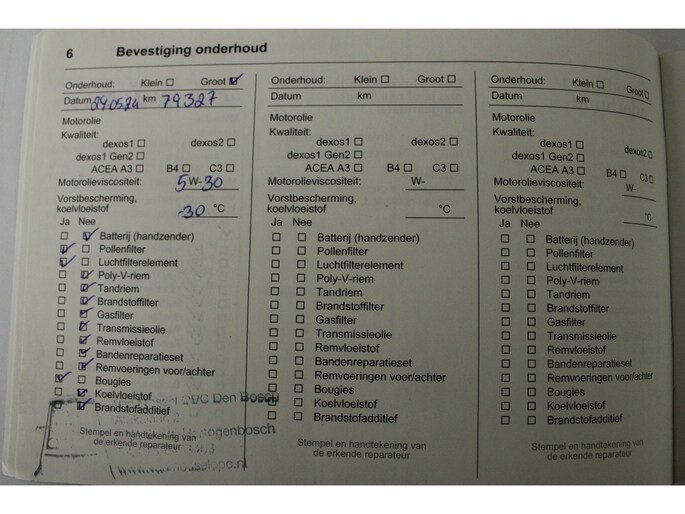 6 Bevestiging onderhoud
Onderhoud: Klein ☐ Groot ☑
Datum 24.05.24 km 79327
Motorolie
Kwaliteit:
dexos1 ☐ dexos2 ☐
dexos1 Gen2 ☐
ACEA A3 ☐ B4 ☐ C3 ☐
Motorolieviscositeit: 5 W-30
Vorstbescherming,
koelvloeistof -30 °C
Ja Nee
☐ ☑ Batterij (handzender)
☑ ☐ Pollenfilter
☑ ☐ Luchtfilterelement
☐ ☑ Poly-V-riem
☐ ☑ Tandriem
☐ ☑ Brandstoffilter
☐ ☑ Gasfilter
☐ ☑ Transmissieolie
☐ ☑ Remvloeistof
☐ ☑ Bandenreparatieset
☐ ☑ Remvoeringen voor/achter
☑ ☐ Bougies
☐ ☑ Koelvloeistof
☐ ☑ Brandstofadditief
Den Bosch
Stempel en handtekening van
de erkende reparateur
Onderhoud: Klein ☐ Groot ☐
Datum km
Motorolie
Kwaliteit:
dexos1 ☐ dexos2 ☐
dexos1 Gen2 ☐
ACEA A3 ☐ B4 ☐ C3 ☐
Motorolieviscositeit: W-
Vorstbescherming,
koelvloeistof °C
Ja Nee
☐ ☐ Batterij (handzender)
☐ ☐ Pollenfilter
☐ ☐ Luchtfilterelement
☐ ☐ Poly-V-riem
☐ ☐ Tandriem
☐ ☐ Brandstoffilter
☐ ☐ Gasfilter
☐ ☐ Transmissieolie
☐ ☐ Remvloeistof
☐ ☐ Bandenreparatieset
☐ ☐ Remvoeringen voor/achter
☐ ☐ Bougies
☐ ☐ Koelvloeistof
☐ ☐ Brandstofadditief
Stempel en handtekening van
de erkende reparateur
Onderhoud: Klein ☐ Groot ☐
Datum km
Motorolie
Kwaliteit:
dexos1 ☐ dexos2 ☐
dexos1 Gen2 ☐
ACEA A3 ☐ B4 ☐ C3 ☐
Motorolieviscositeit: W-
Vorstbescherming,
koelvloeistof °C
Ja Nee
☐ ☐ Batterij (handzender)
☐ ☐ Pollenfilter
☐ ☐ Luchtfilterelement
☐ ☐ Poly-V-riem
☐ ☐ Tandriem
☐ ☐ Brandstoffilter
☐ ☐ Gasfilter
☐ ☐ Transmissieolie
☐ ☐ Remvloeistof
☐ ☐ Bandenreparatieset
☐ ☐ Remvoeringen voor/achter
☐ ☐ Bougies
☐ ☐ Koelvloeistof
☐ ☐ Brandstofadditief
Stempel en handtekening van
de erkende reparateur